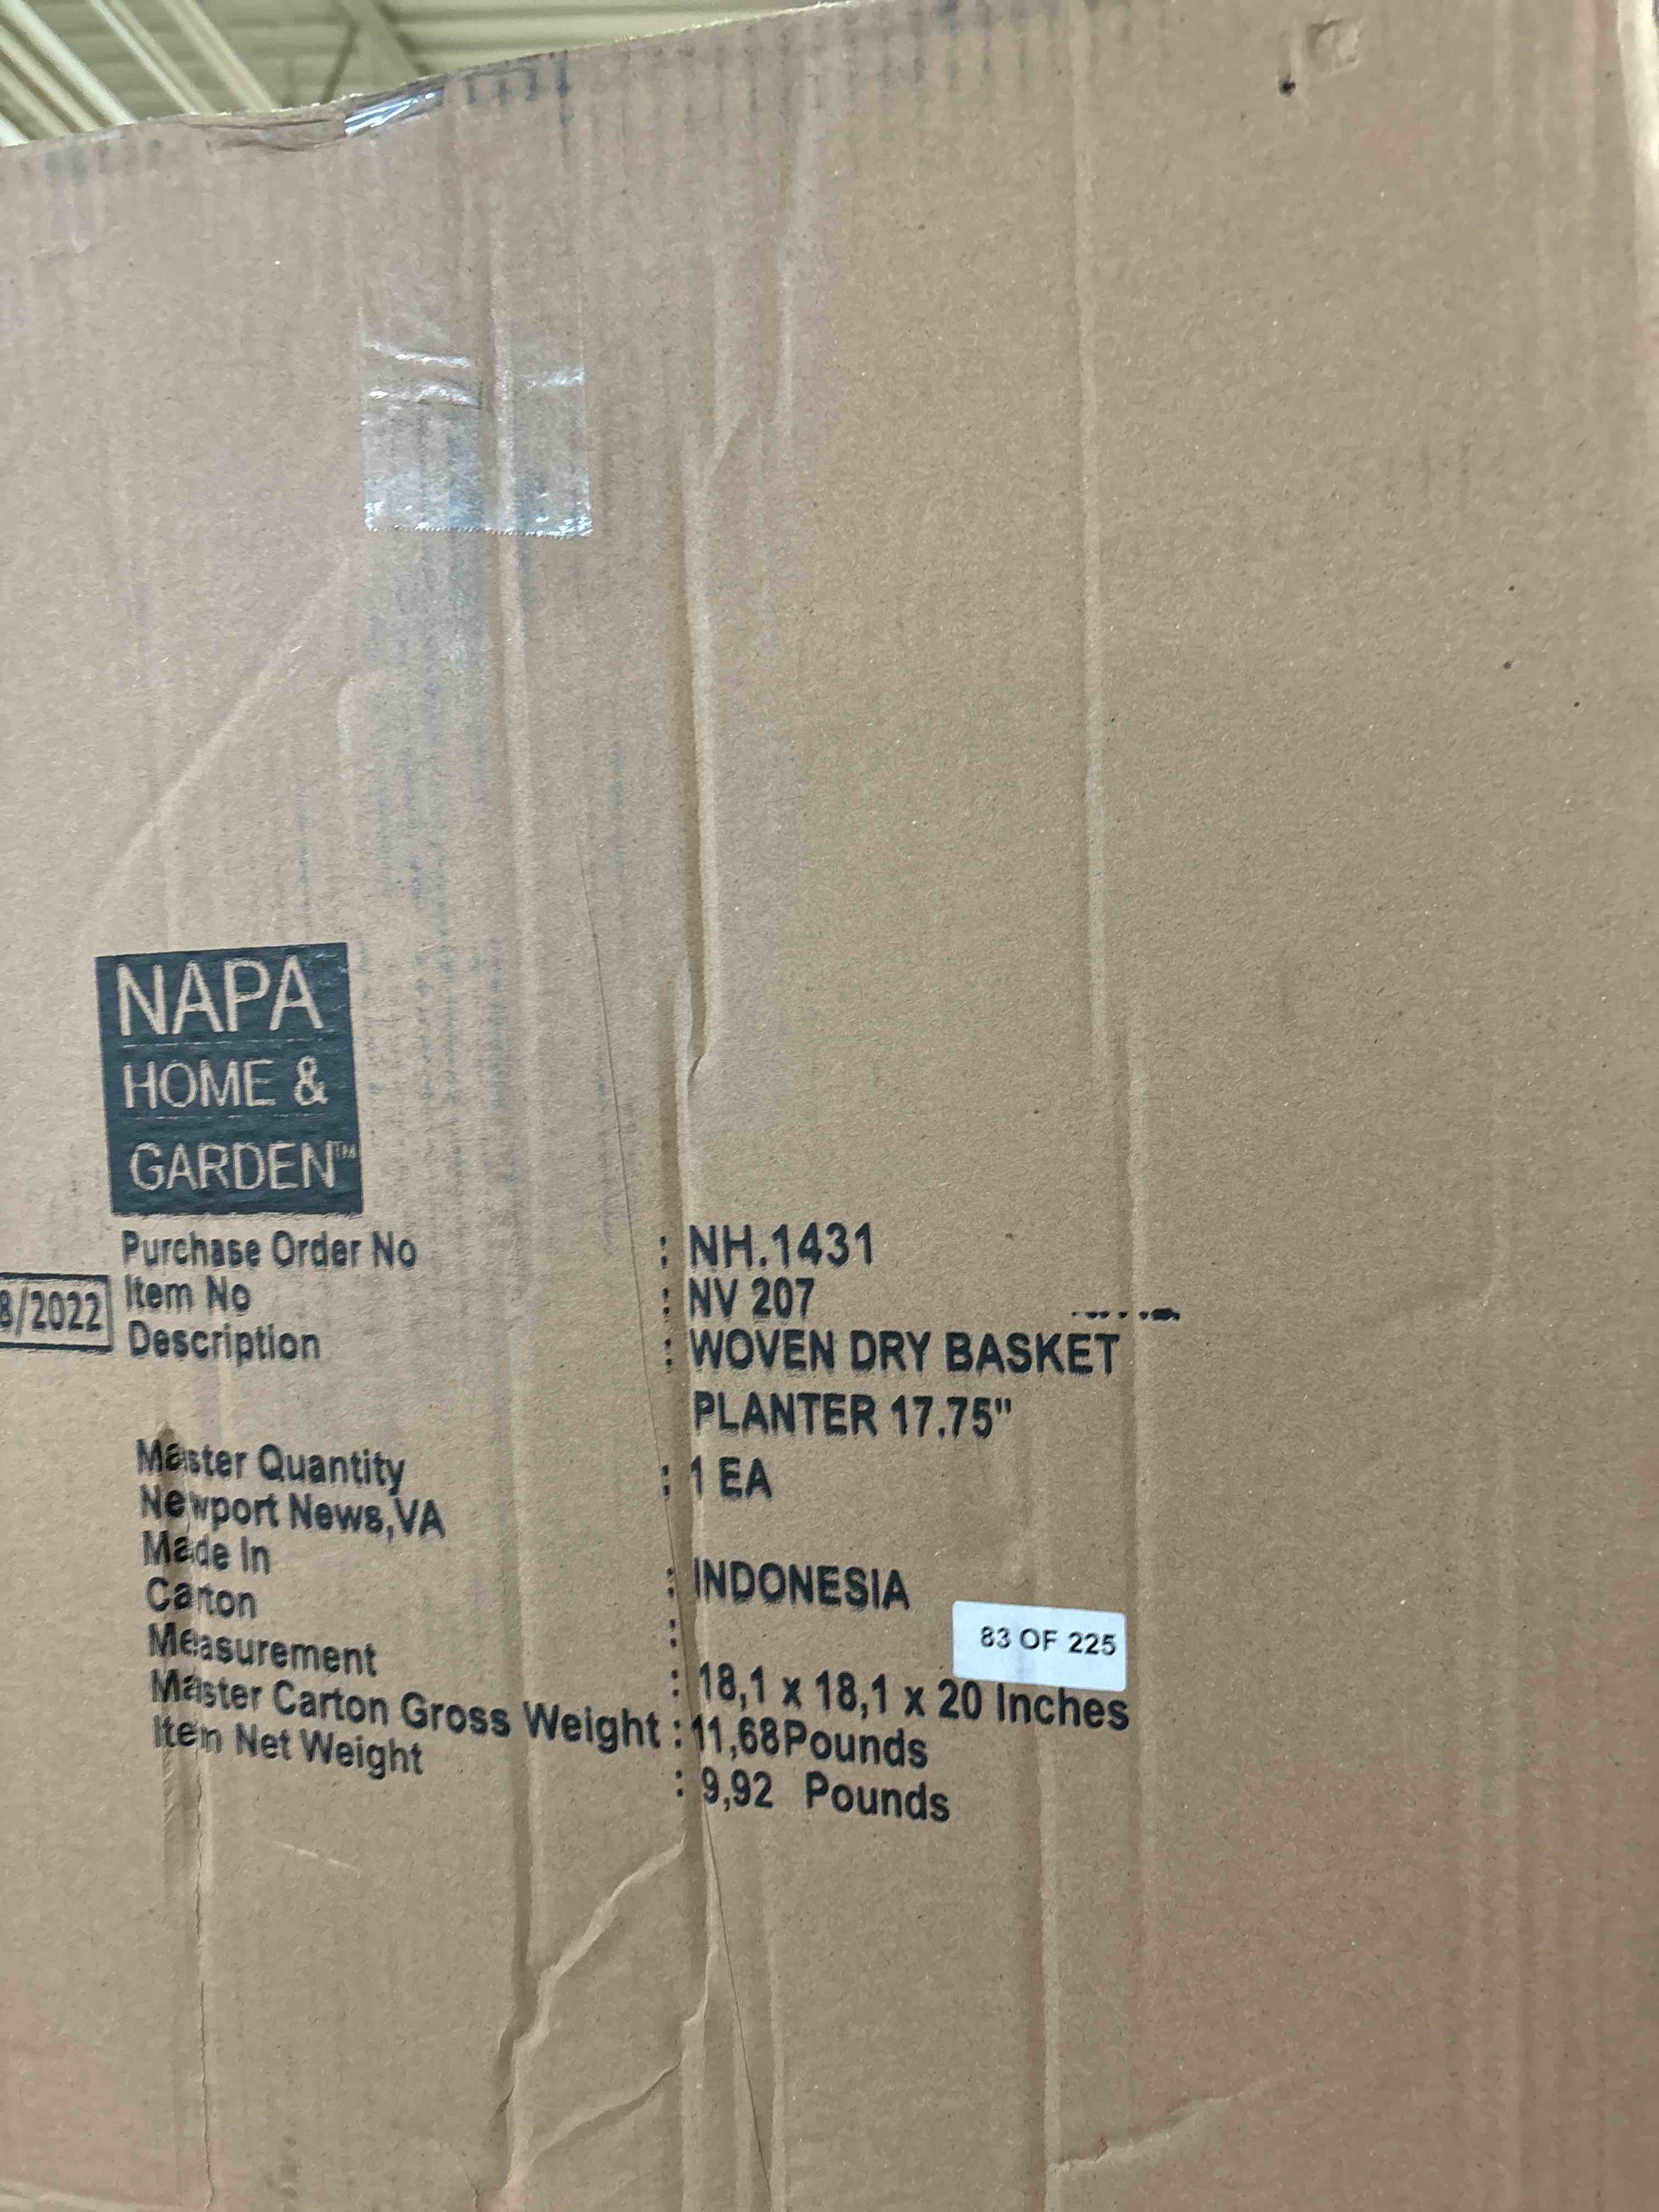 NAPA
HOME &
GARDEN™
Purchase Order No : NH.1431
8/2022
Item No : NV 207
Description : WOVEN DRY BASKET
PLANTER 17.75"
Master Quantity : 1 EA
Newport News,VA
Made In : INDONESIA
Carton :
83 OF 225
Measurement : 18,1 x 18,1 x 20 Inches
Master Carton Gross Weight : 11,68Pounds
Item Net Weight : 9,92 Pounds